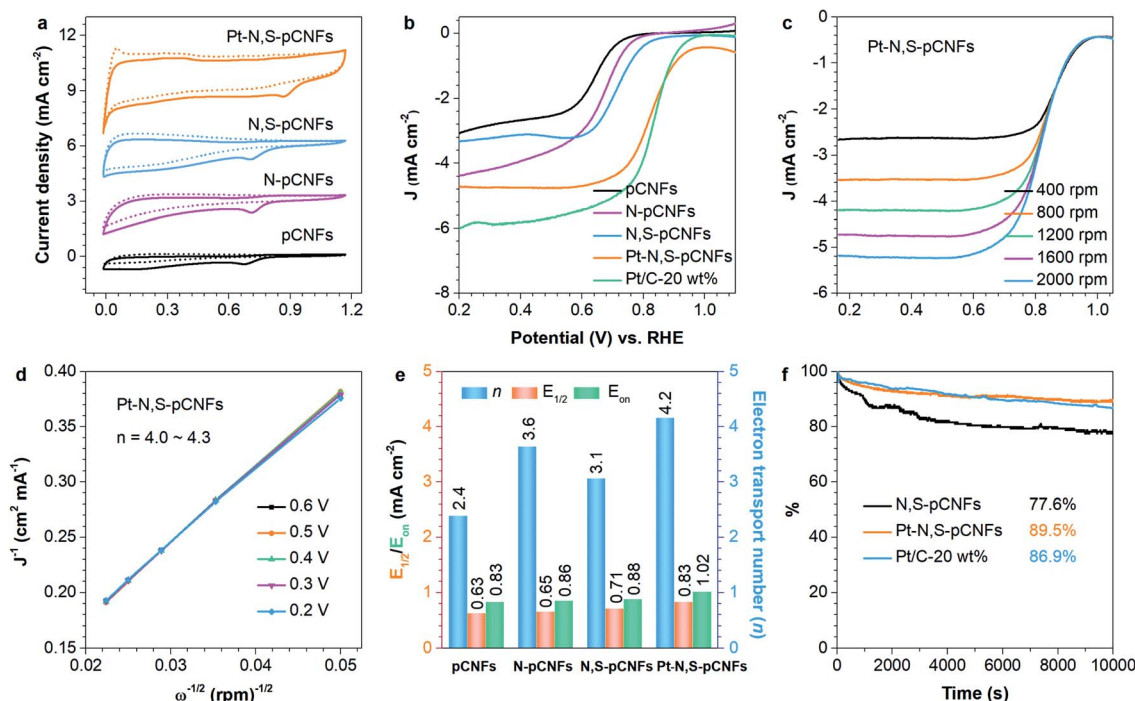 a
Pt-N,S-pCNFs
N,S-pCNFs
N-pCNFs
pCNFs
Current density (mA cm⁻²)
12
9
6
3
0
0.0 0.3 0.6 0.9 1.2
b
J (mA cm⁻²)
0
-2
-4
-6
-8
pCNFs
N-pCNFs
N,S-pCNFs
Pt-N,S-pCNFs
Pt/C-20 wt%
0.2 0.4 0.6 0.8 1.0
c
Pt-N,S-pCNFs
J (mA cm⁻²)
0
-1
-2
-3
-4
-5
-6
400 rpm
800 rpm
1200 rpm
1600 rpm
2000 rpm
0.2 0.4 0.6 0.8 1.0
Potential (V) vs. RHE
d
Pt-N,S-pCNFs
n = 4.0 ~ 4.3
J⁻¹ (cm² mA⁻¹)
0.40
0.35
0.30
0.25
0.20
0.15
0.6 V
0.5 V
0.4 V
0.3 V
0.2 V
0.02 0.03 0.04 0.05
ω⁻¹/² (rpm)⁻¹/²
e
n E1/2 Eon
E1/2/Eon (mA cm⁻²)
5
4
3
2
1
0
2.4 0.63 0.83
3.6 0.65 0.86
3.1 0.71 0.88
4.2 0.83 1.02
pCNFs N-pCNFs N,S-pCNFs Pt-N,S-pCNFs
5
4
3
2
1
0
Electron transport number (n)
f
%
100
80
60
40
20
0
N,S-pCNFs 77.6%
Pt-N,S-pCNFs 89.5%
Pt/C-20 wt% 86.9%
0 2000 4000 6000 8000 10000
Time (s)